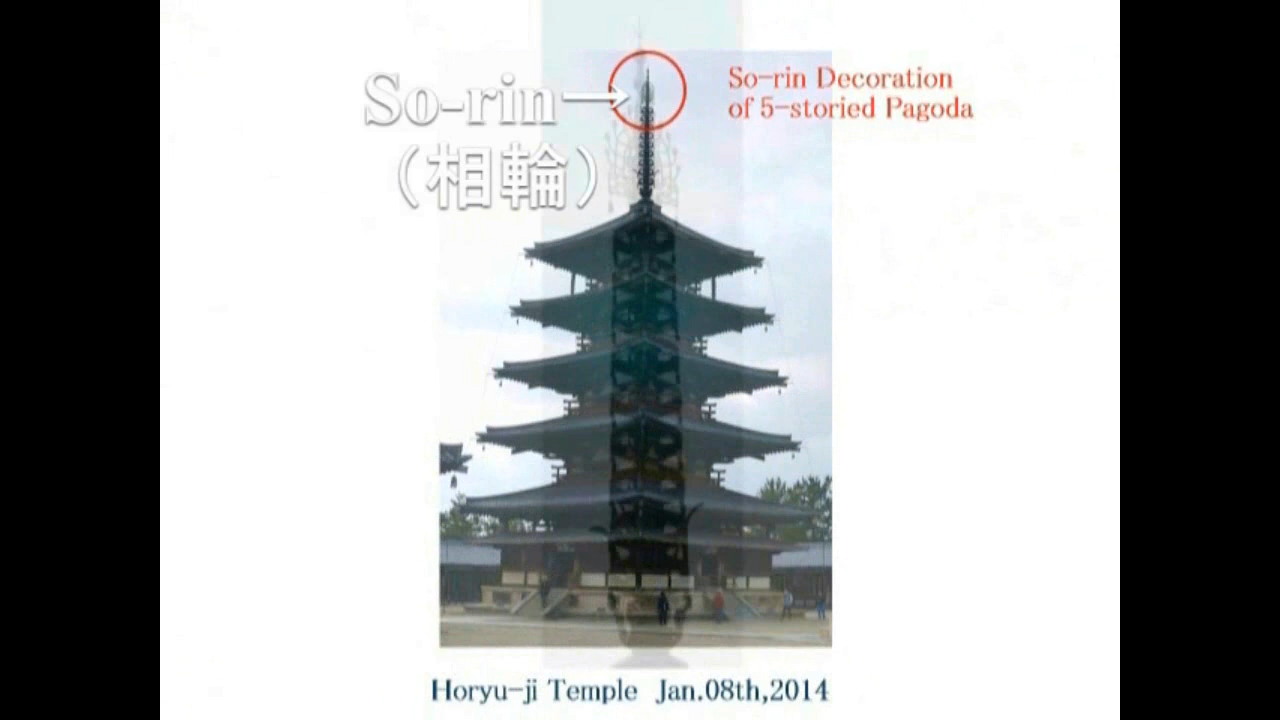 So-rin→
（相輪）
So-rin Decoration
of 5-storied Pagoda
Horyu-ji Temple Jan.08th,2014